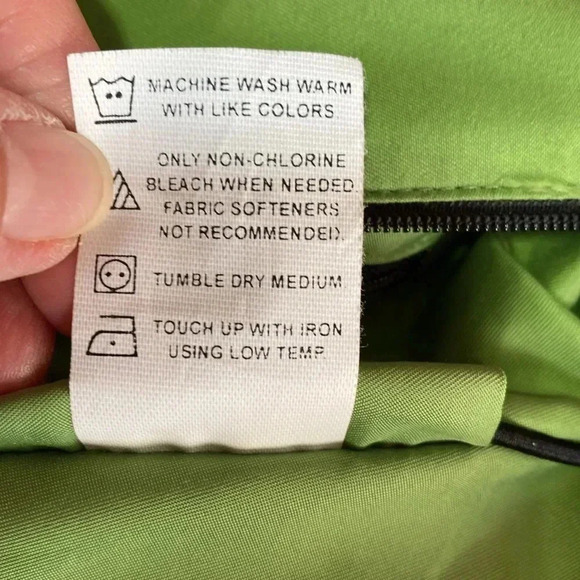 MACHINE WASH WARM
WITH LIKE COLORS
ONLY NON-CHLORINE
BLEACH WHEN NEEDED.
FABRIC SOFTENERS
NOT RECOMMENDED.
TUMBLE DRY MEDIUM.
TOUCH UP WITH IRON
USING LOW TEMP.